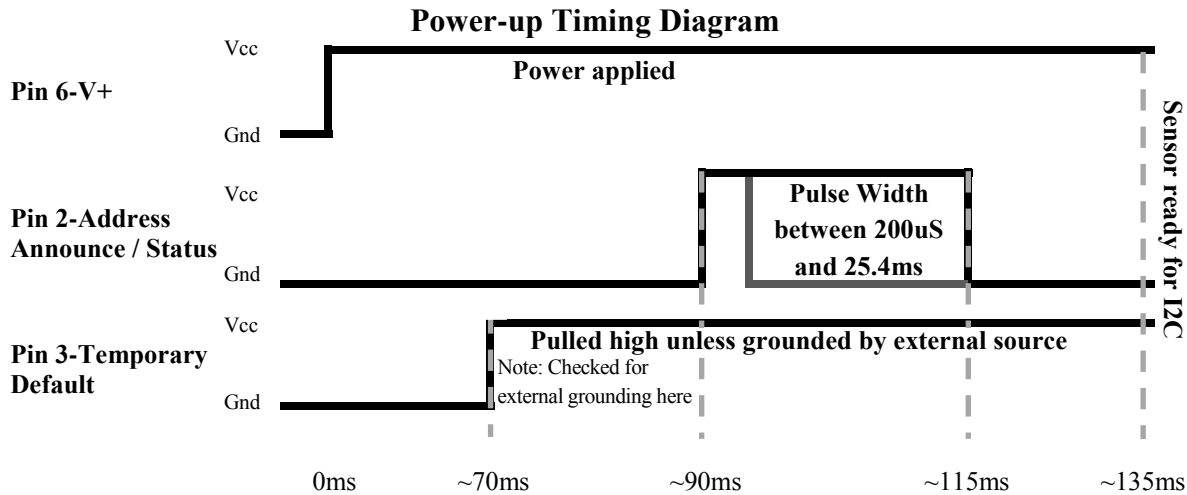 Power-up Timing Diagram
Vcc
Power applied
Pin 6-V+
Gnd
Vcc
Pin 2-Address
Announce / Status
Gnd
Pulse Width
between 200uS
and 25.4ms
Vcc
Pin 3-Temporary
Default
Gnd
Pulled high unless grounded by external source
Note: Checked for
external grounding here
Sensor ready for I2C
0ms ~70ms ~90ms ~115ms ~135ms